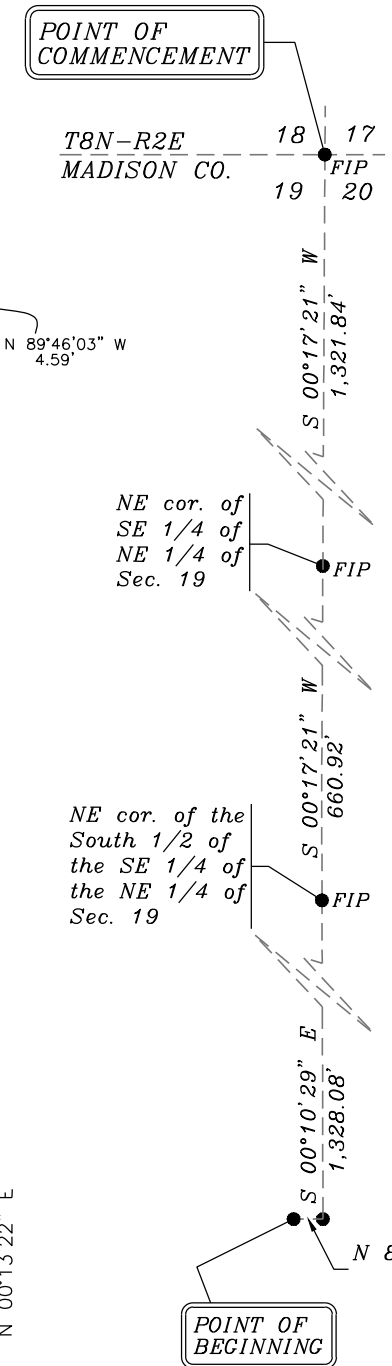 POINT OF
COMMENCEMENT
T8N-R2E
MADISON CO.
18 17
19 20
FIP
N 89°46'03" W
4.59'
S 00°17'21" W
1,321.84'
NE cor. of
SE 1/4 of
NE 1/4 of
Sec. 19
FIP
S 00°17'21" W
660.92'
NE cor. of the
South 1/2 of
the SE 1/4 of
the NE 1/4 of
Sec. 19
FIP
S 00°10'29" E
1,328.08'
N 00°13'22" E
N 8
POINT OF
BEGINNING